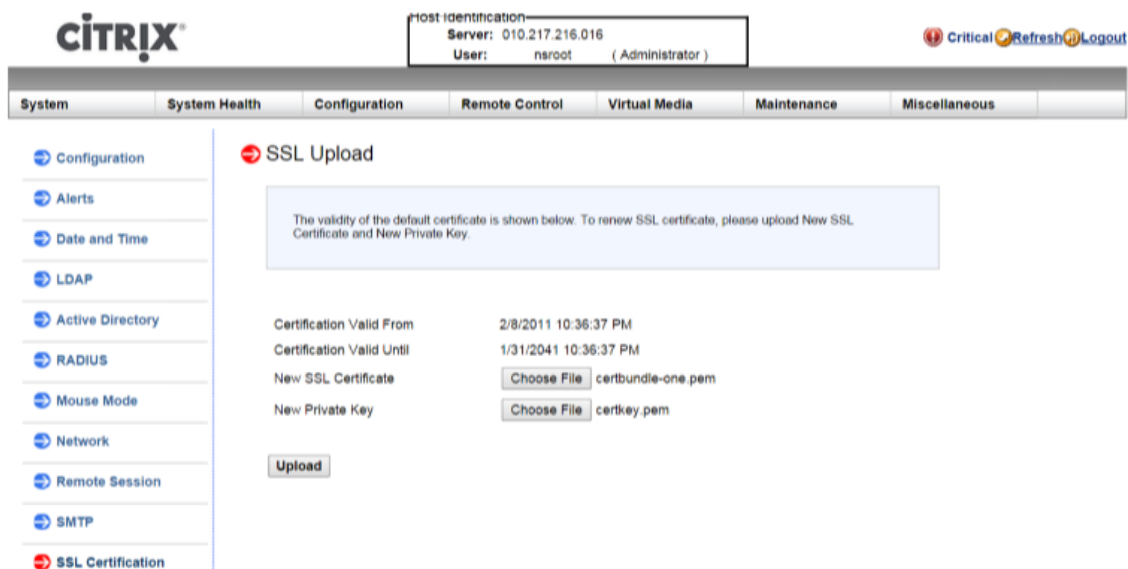 CİTRIX®
Host Identification
Server: 010.217.216.016
User: nsroot ( Administrator )
Critical Refresh Logout
System System Health Configuration Remote Control Virtual Media Maintenance Miscellaneous
Configuration
Alerts
Date and Time
LDAP
Active Directory
RADIUS
Mouse Mode
Network
Remote Session
SMTP
SSL Certification
SSL Upload
The validity of the default certificate is shown below. To renew SSL certificate, please upload New SSL
Certificate and New Private Key.
Certification Valid From 2/8/2011 10:36:37 PM
Certification Valid Until 1/31/2041 10:36:37 PM
New SSL Certificate Choose File certbundle-one.pem
New Private Key Choose File certkey.pem
Upload